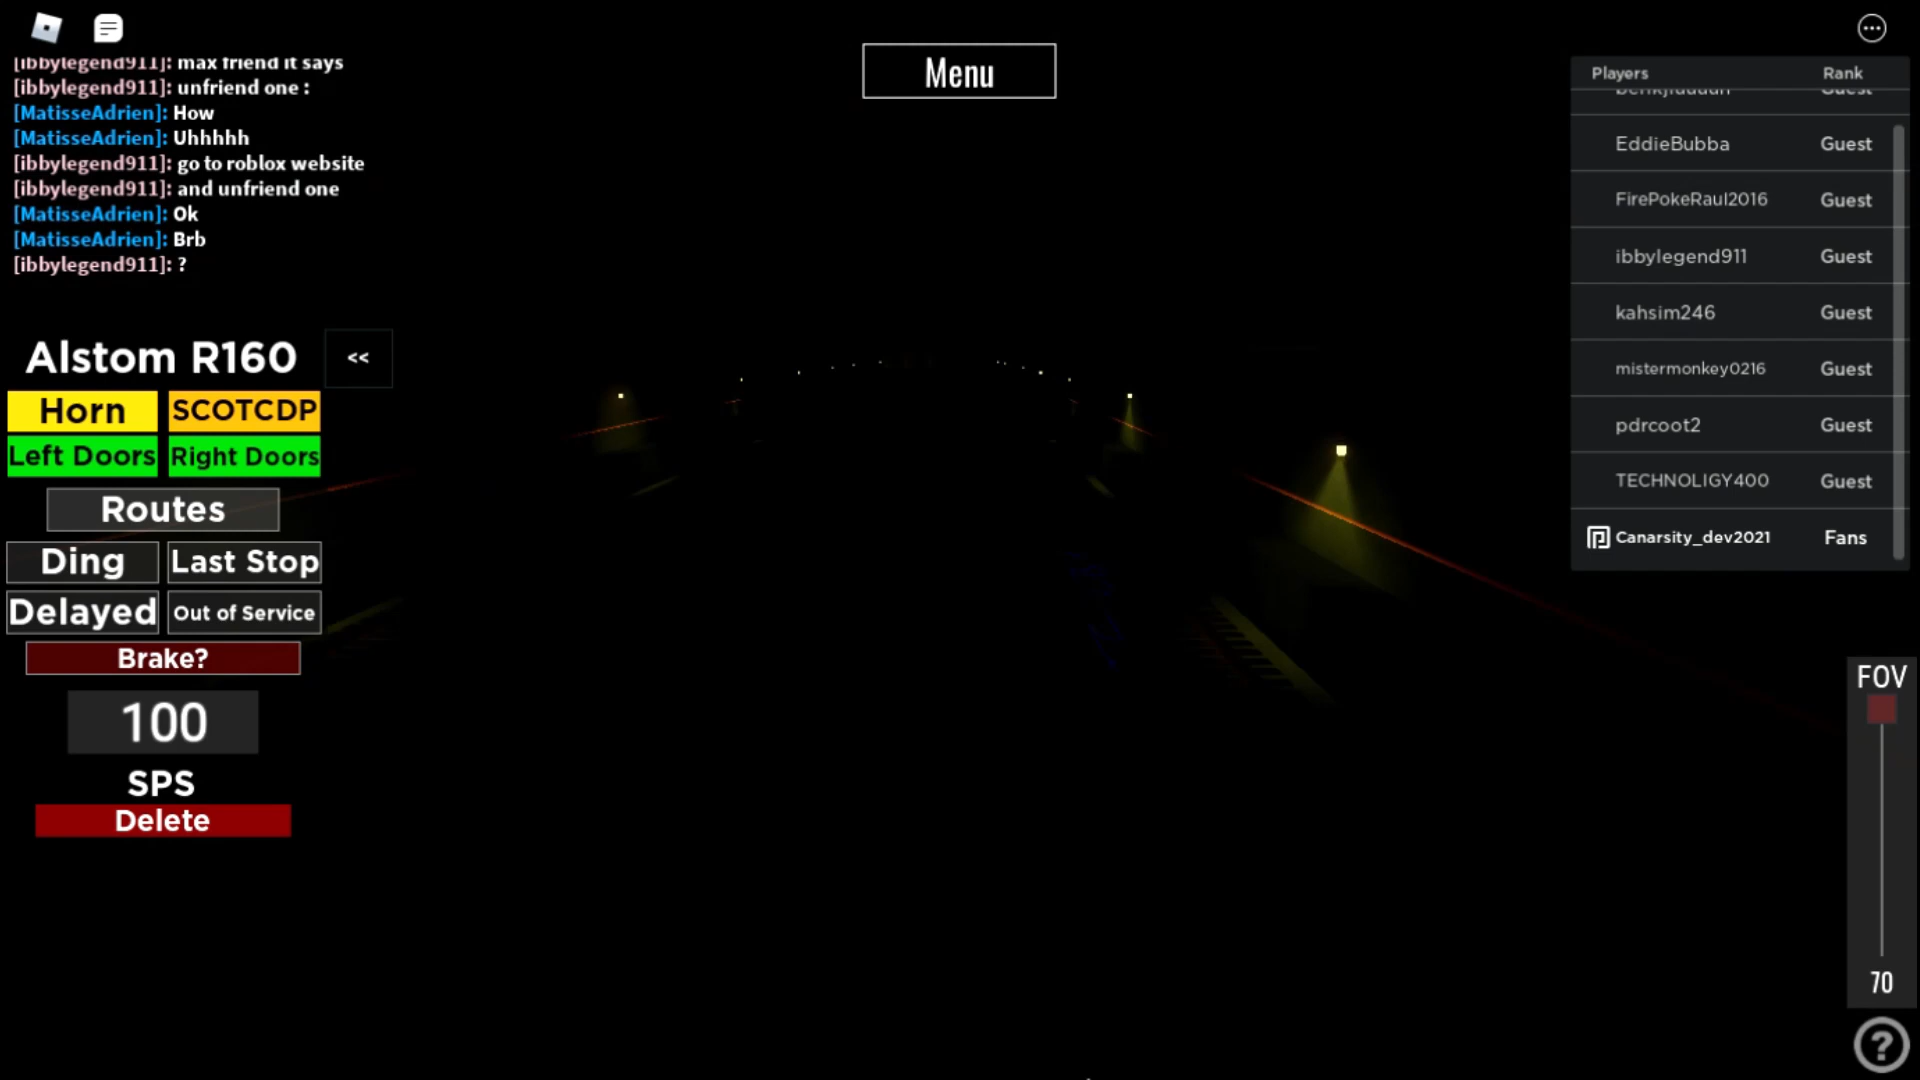 [ibbylegend911]: max friend it says
[ibbylegend911]: unfriend one :
[MatisseAdrien]: How
[MatisseAdrien]: Uhhhhh
[ibbylegend911]: go to roblox website
[ibbylegend911]: and unfriend one
[MatisseAdrien]: Ok
[MatisseAdrien]: Brb
[ibbylegend911]: ?
Menu
Players Rank
Guest
EddieBubba Guest
FirePokeRaul2016 Guest
ibbylegend911 Guest
kahsim246 Guest
mistermonkey0216 Guest
pdrcoot2 Guest
TECHNOLIGY400 Guest
Canarsity_dev2021 Fans
Alstom R160 <<
Horn SCOTCDP
Left Doors Right Doors
Routes
Ding Last Stop
Delayed Out of Service
Brake?
100
SPS
Delete
FOV
70
?